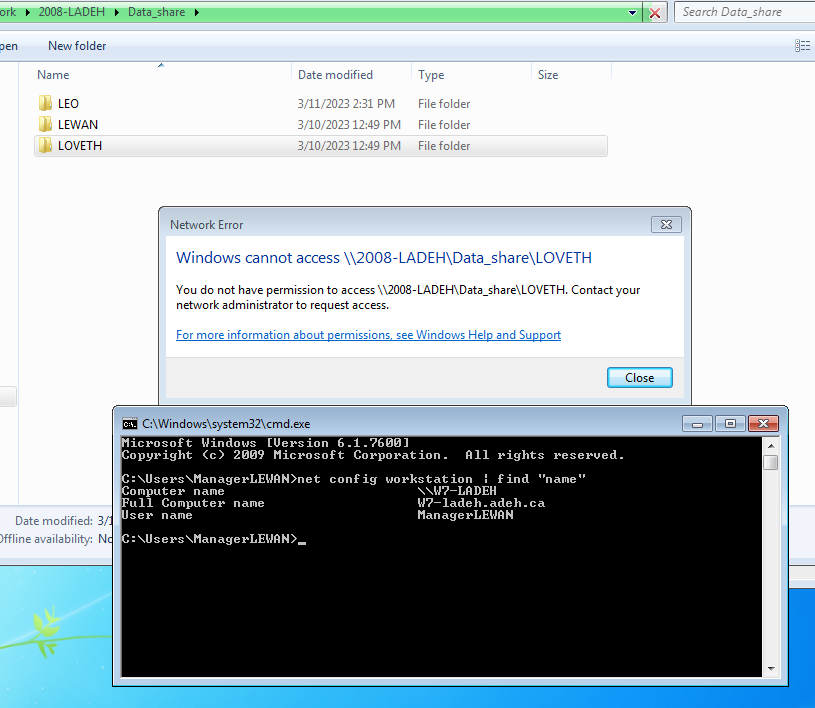 ork ▸ 2008-LADEH ▸ Data_share ▸
Search Data_share
pen New folder
Name Date modified Type Size
LEO 3/11/2023 2:31 PM File folder
LEWAN 3/10/2023 12:49 PM File folder
LOVETH 3/10/2023 12:49 PM File folder
Network Error
Windows cannot access \\2008-LADEH\Data_share\LOVETH
You do not have permission to access \\2008-LADEH\Data_share\LOVETH. Contact your
network administrator to request access.
For more information about permissions, see Windows Help and Support
Close
C:\Windows\system32\cmd.exe
Microsoft Windows [Version 6.1.7600]
Copyright (c) 2009 Microsoft Corporation.  All rights reserved.
C:\Users\ManagerLEWAN>net config workstation | find "name"
Computer name \\W7-LADEH
Full Computer name W7-ladeh.adeh.ca
User name ManagerLEWAN
C:\Users\ManagerLEWAN>_
Date modified: 3/1
Offline availability: No